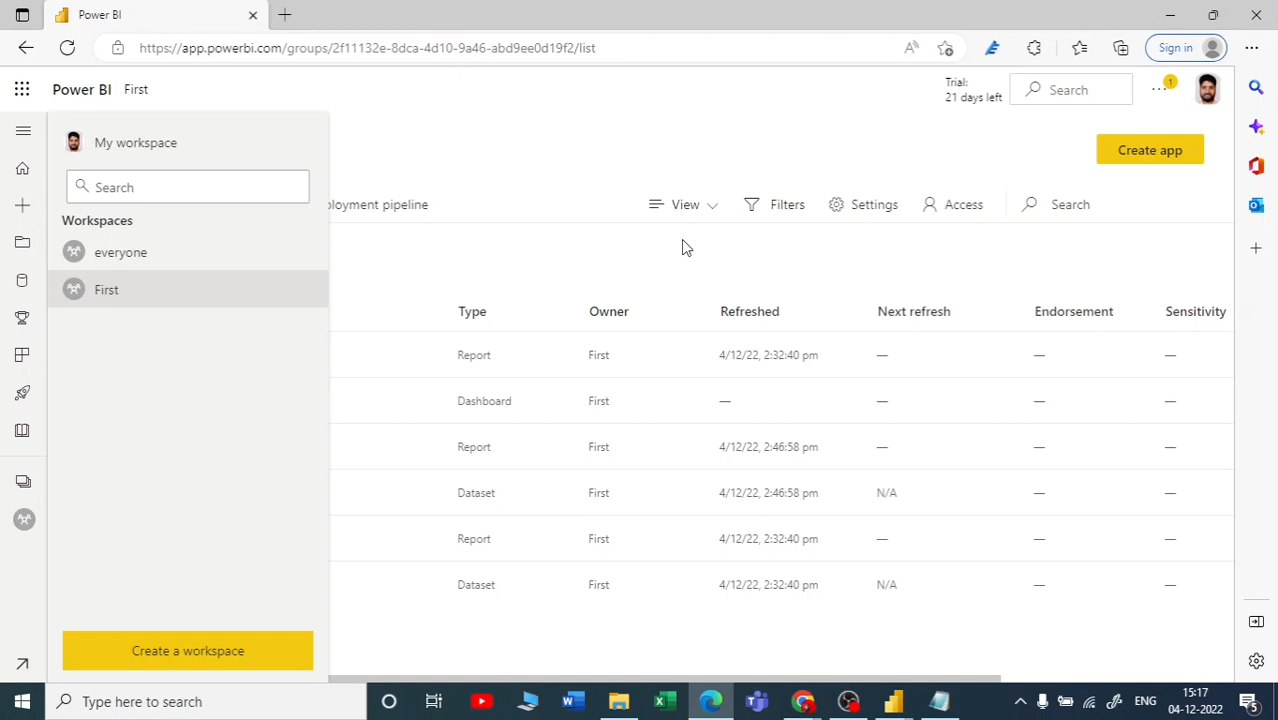 Power BI
https://app.powerbi.com/groups/2f11132e-8dca-4d10-9a46-abd9ee0d19f2/list
Sign in
Power BI First
Trial:
21 days left
Search
1
My workspace
Create app
Search
ployment pipeline
View
Filters
Settings
Access
Search
Workspaces
everyone
First
Type Owner Refreshed Next refresh Endorsement Sensitivity
Report First 4/12/22, 2:32:40 pm — — —
Dashboard First — — — —
Report First 4/12/22, 2:46:58 pm — — —
Dataset First 4/12/22, 2:46:58 pm N/A — —
Report First 4/12/22, 2:32:40 pm — — —
Dataset First 4/12/22, 2:32:40 pm N/A — —
Create a workspace
Type here to search
ENG
15:17
04-12-2022
5